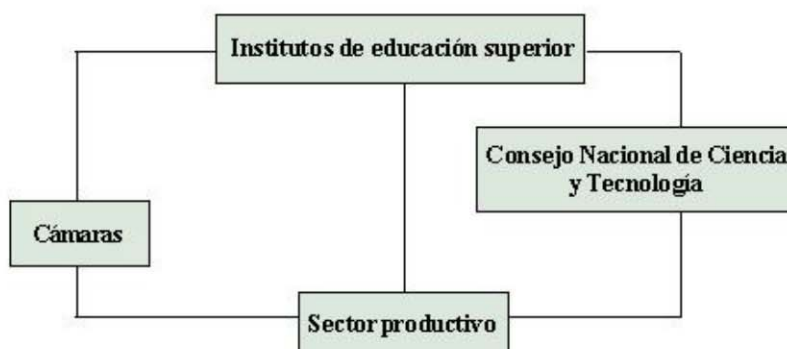 Institutos de educación superior
Consejo Nacional de Ciencia
y Tecnología
Cámaras
Sector productivo